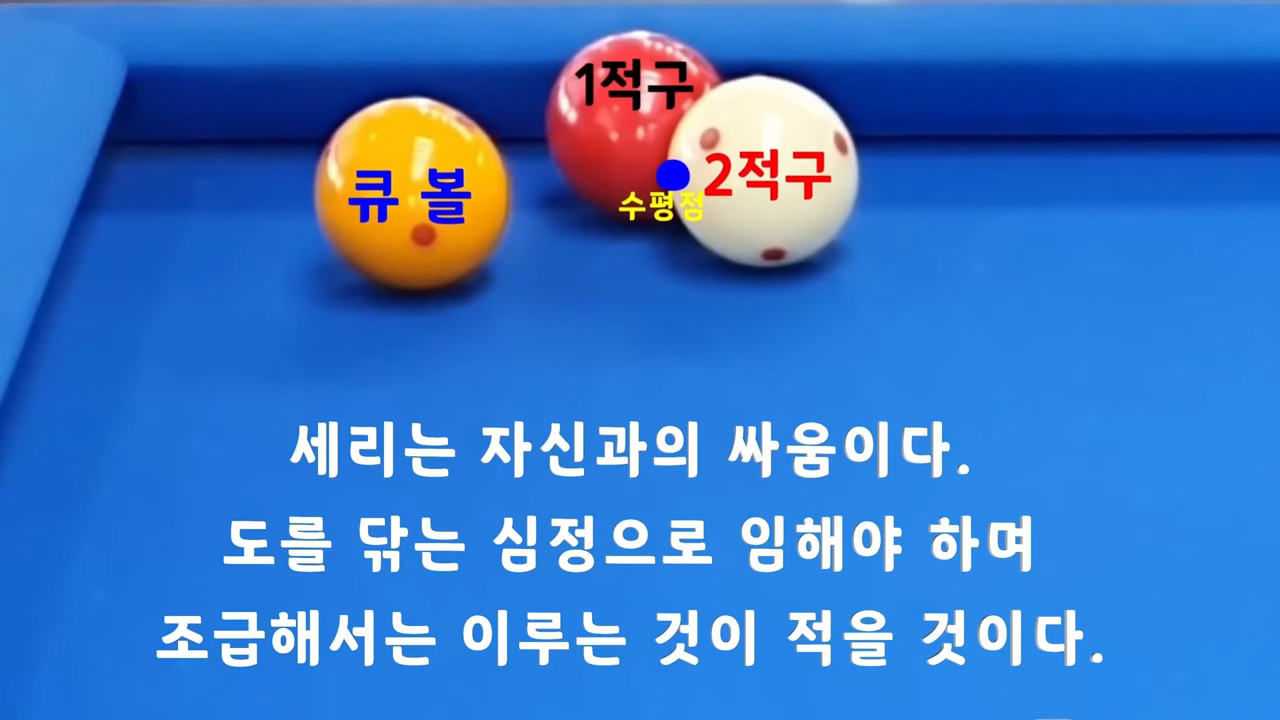 1적구
큐 볼
2적구
수평점
세리는 자신과의 싸움이다.
도를 닦는 심정으로 임해야 하며
조급해서는 이루는 것이 적을 것이다.